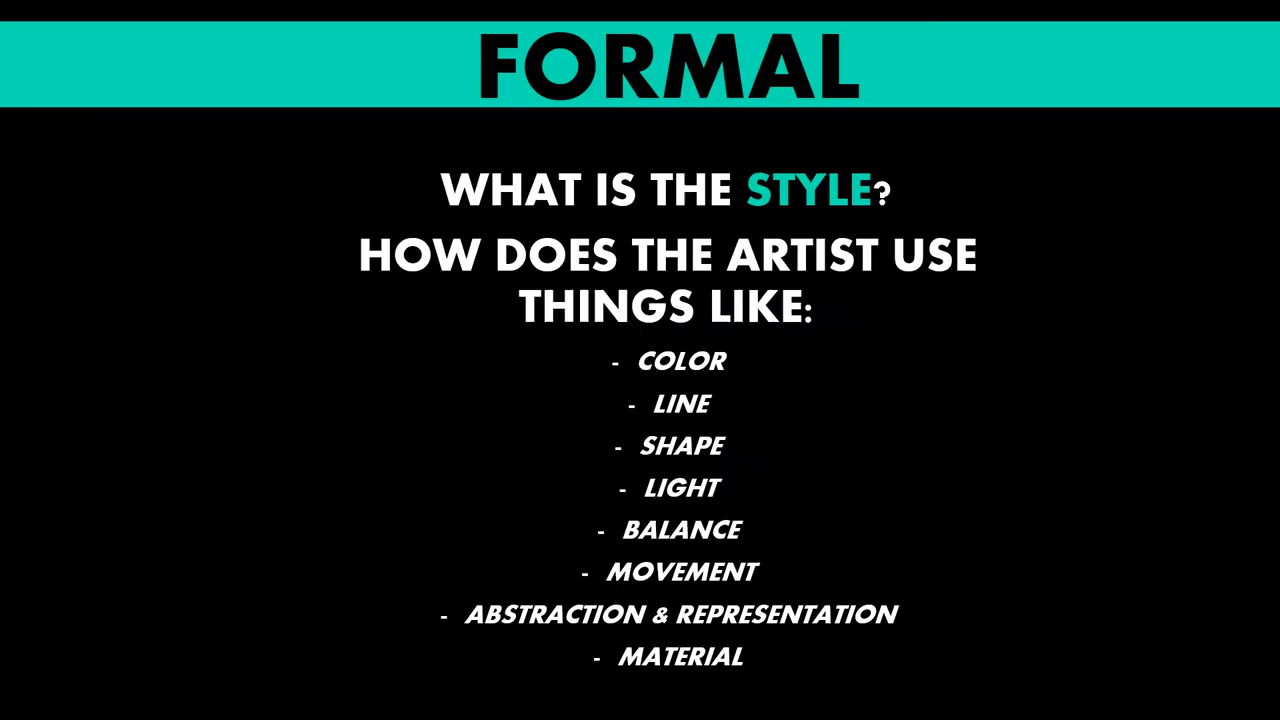 FORMAL
WHAT IS THE STYLE?
HOW DOES THE ARTIST USE
THINGS LIKE:
- COLOR
- LINE
- SHAPE
- LIGHT
- BALANCE
- MOVEMENT
- ABSTRACTION & REPRESENTATION
- MATERIAL